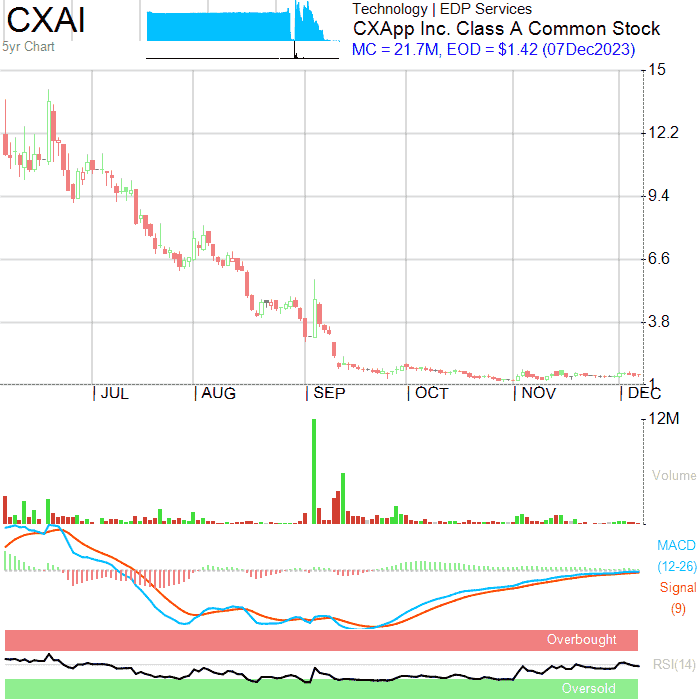 CXAI
5yr Chart
Technology | EDP Services
CXApp Inc. Class A Common Stock
MC = 21.7M, EOD = $1.42 (07Dec2023)
15
12.2
9.4
6.6
3.8
1
JUL
AUG
SEP
OCT
NOV
DEC
12M
Volume
MACD
(12-26)
Signal
(9)
Overbought
RSI(14)
Oversold